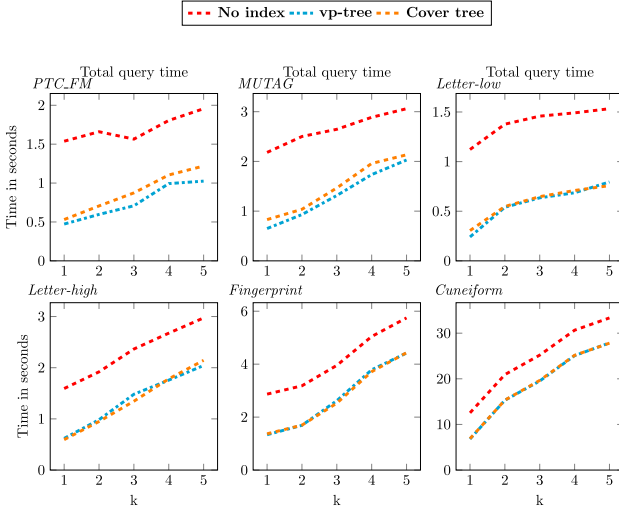 No index vp-tree Cover tree
Total query time Total query time Total query time
PTC_FM MUTAG Letter-low
Time in seconds
2
1.5
1
0.5
0
1 2 3 4 5
3
2
1
0
1 2 3 4 5
1.5
1
0.5
0
1 2 3 4 5
Letter-high Fingerprint Cuneiform
Time in seconds
3
2
1
0
1 2 3 4 5
k
6
4
2
0
1 2 3 4 5
k
30
20
10
0
1 2 3 4 5
k